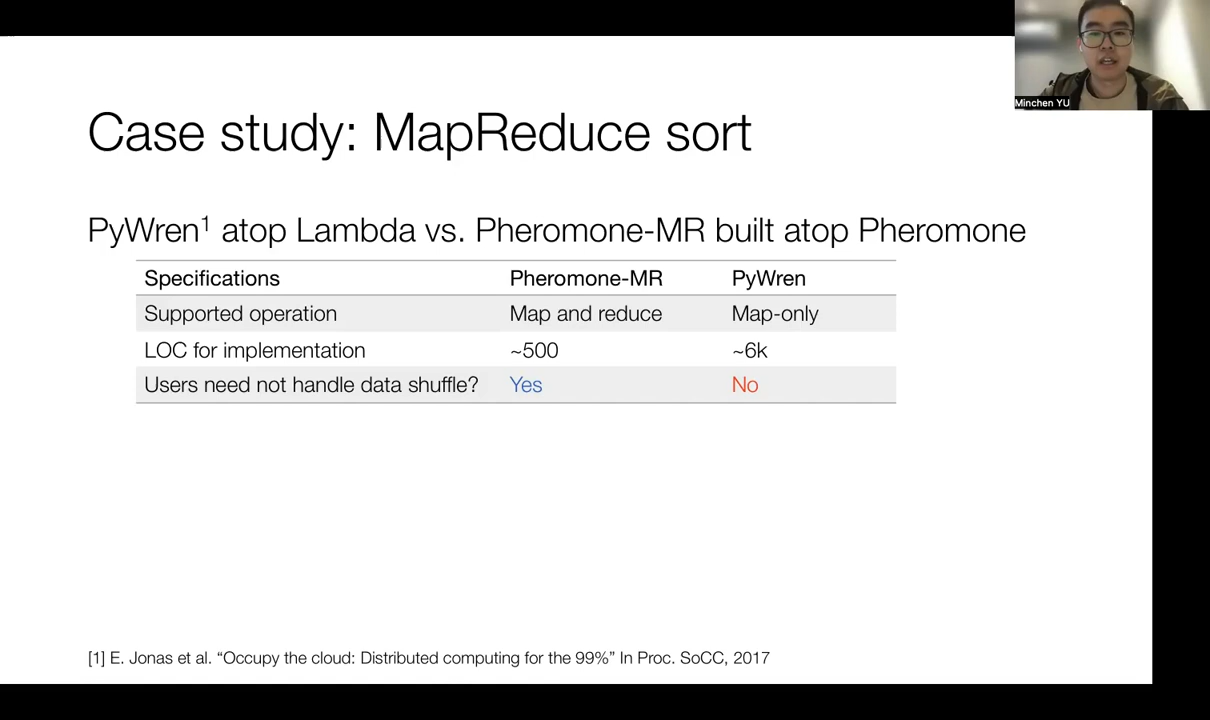 Minchen YU
Case study: MapReduce sort
PyWren¹ atop Lambda vs. Pheromone-MR built atop Pheromone
Specifications Pheromone-MR PyWren
Supported operation Map and reduce Map-only
LOC for implementation ~500 ~6k
Users need not handle data shuffle? Yes No
[1] E. Jonas et al. “Occupy the cloud: Distributed computing for the 99%” In Proc. SoCC, 2017